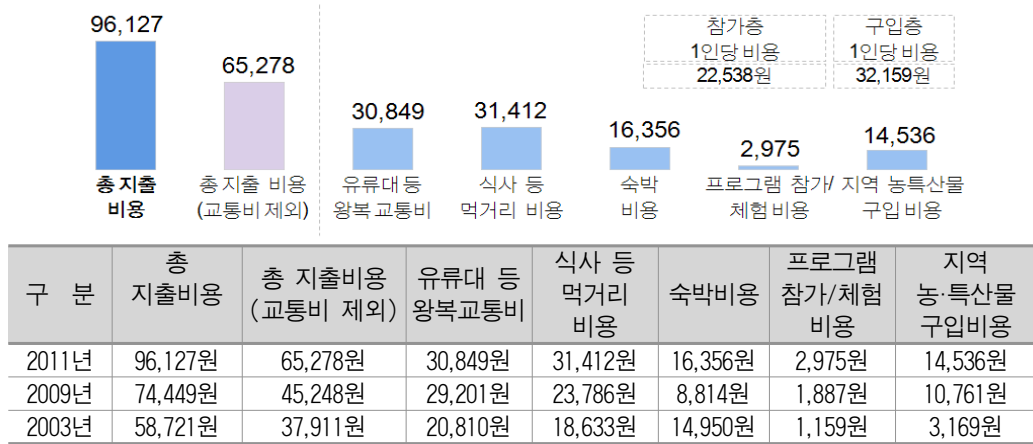 96,127
65,278
30,849
31,412
16,356
2,975
14,536
참가층
1인당 비용
22,538원
구입층
1인당 비용
32,159원
총 지출
비용
총 지출 비용
(교통비 제외)
유류대 등
왕복 교통비
식사 등
먹거리 비용
숙박
비용
프로그램 참가/
체험 비용
지역 농특산물
구입 비용
구 분
총
지출비용
총 지출비용
(교통비 제외)
유류대 등
왕복교통비
식사 등
먹거리
비용
숙박비용
프로그램
참가/체험
비용
지역
농·특산물
구입비용
2011년 96,127원 65,278원 30,849원 31,412원 16,356원 2,975원 14,536원
2009년 74,449원 45,248원 29,201원 23,786원 8,814원 1,887원 10,761원
2003년 58,721원 37,911원 20,810원 18,633원 14,950원 1,159원 3,169원